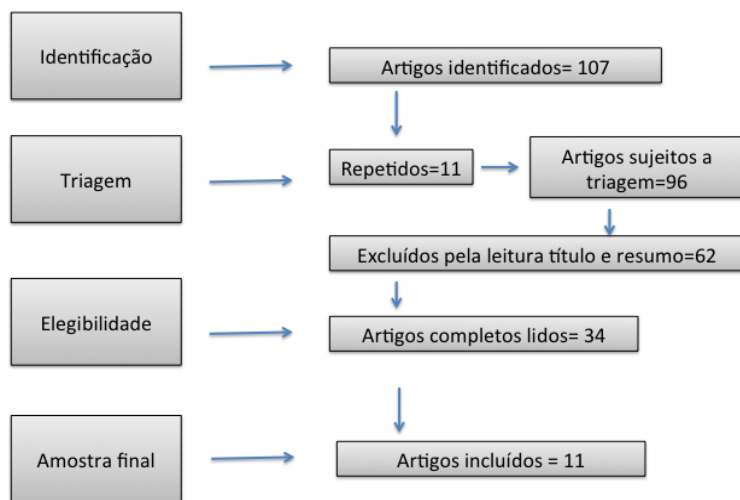 Identificação
Artigos identificados= 107
Triagem
Repetidos=11
Artigos sujeitos a
triagem=96
Excluídos pela leitura título e resumo=62
Elegibilidade
Artigos completos lidos= 34
Amostra final
Artigos incluídos = 11